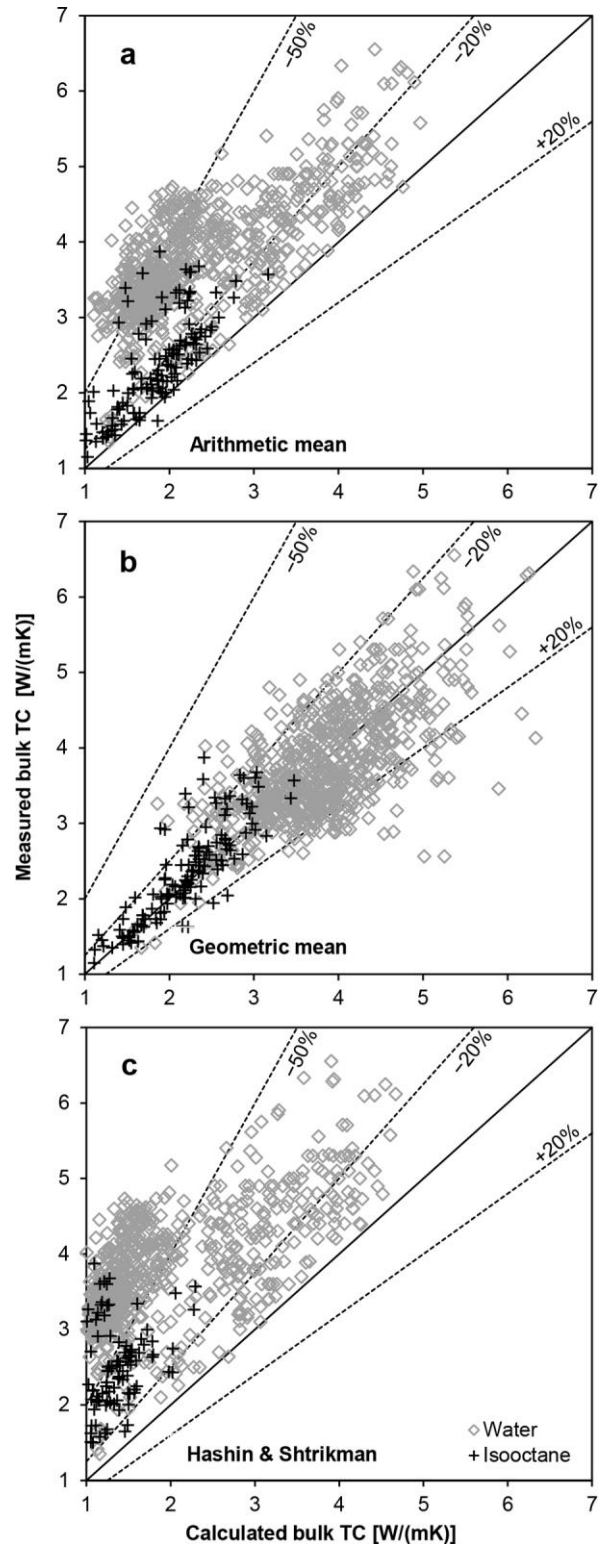 7
6
5
4
3
2
1
a
–50%
–20%
+20%
Arithmetic mean
1 2 3 4 5 6 7
7
6
5
4
3
2
1
b
–50%
–20%
+20%
Geometric mean
1 2 3 4 5 6 7
Measured bulk TC [W/(mK)]
7
6
5
4
3
2
1
c
–50%
–20%
+20%
Water
Isooctane
Hashin & Shtrikman
1 2 3 4 5 6 7
Calculated bulk TC [W/(mK)]